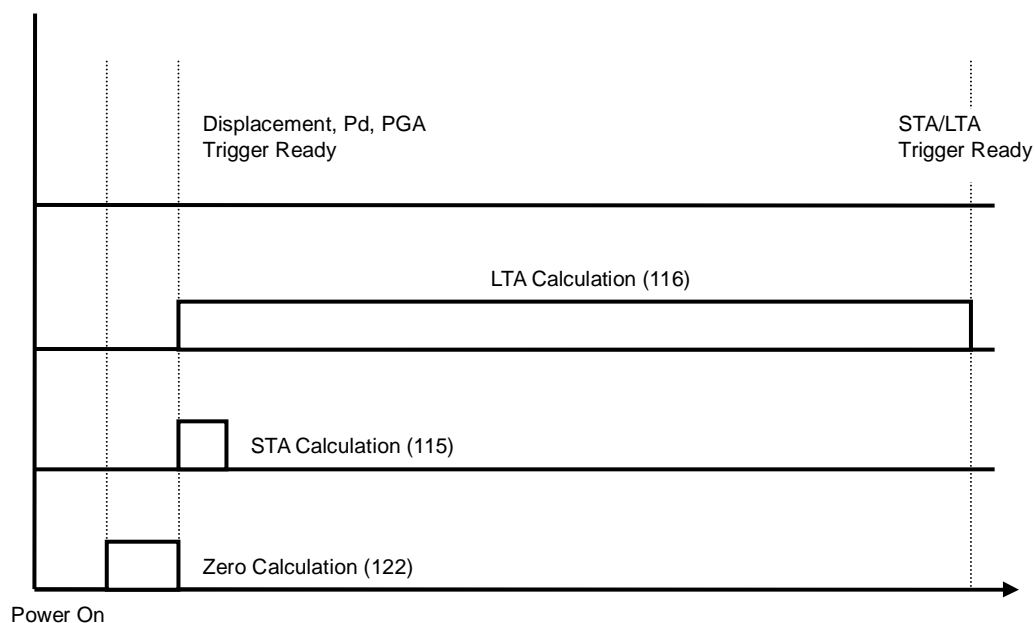 Displacement, Pd, PGA
Trigger Ready
STA/LTA
Trigger Ready
LTA Calculation (116)
STA Calculation (115)
Zero Calculation (122)
Power On